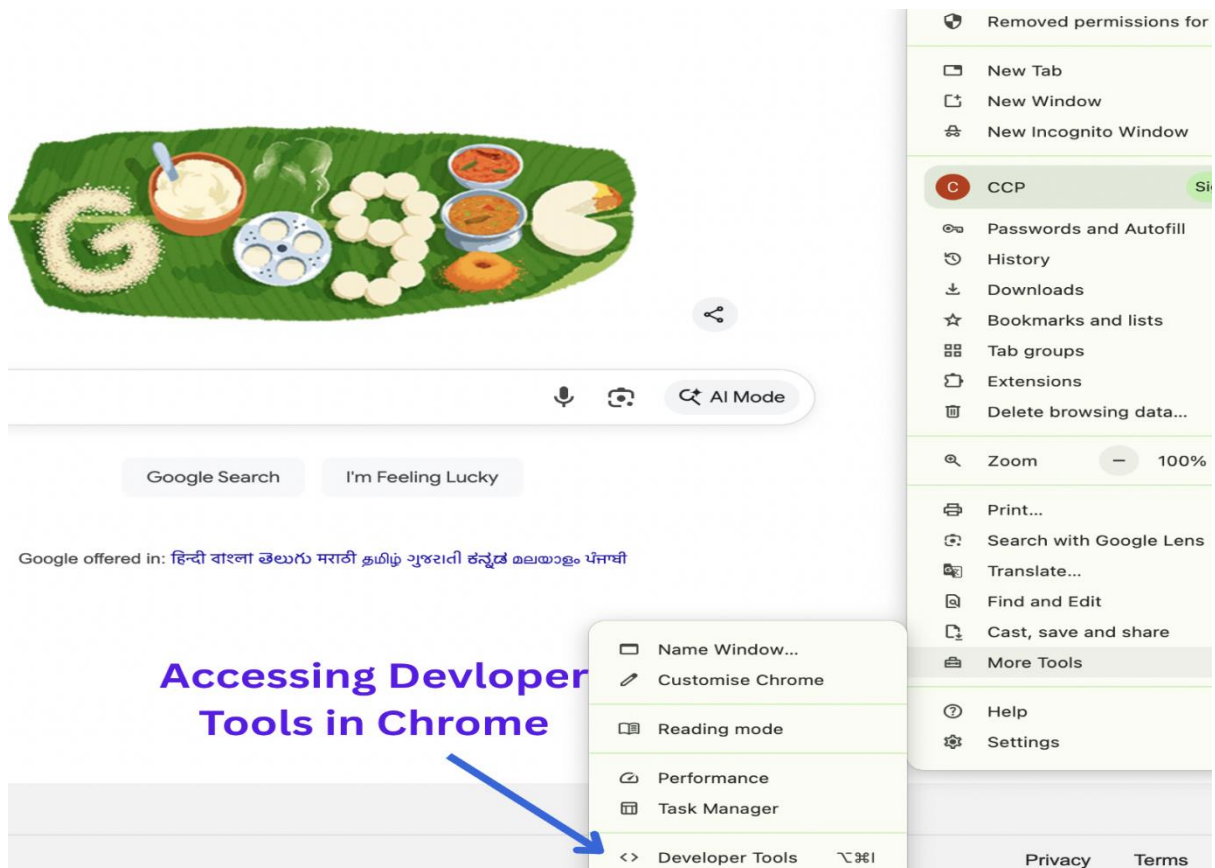 Removed permissions for
New Tab
New Window
New Incognito Window
C CCP
Passwords and Autofill
History
Downloads
Bookmarks and lists
Tab groups
Extensions
Delete browsing data...
Zoom − 100%
Print...
Search with Google Lens
Translate...
Find and Edit
Cast, save and share
More Tools
Help
Settings
AI Mode
Google Search I'm Feeling Lucky
Google offered in: हिन्दी বাংলা తెలుగు मराठी தமிழ் ગુજરાતી ಕನ್ನಡ മലയാളം ਪੰਜਾਬੀ
Accessing Devloper
Tools in Chrome
Name Window...
Customise Chrome
Reading mode
Performance
Task Manager
<> Developer Tools ⌥⌘I
Privacy Terms